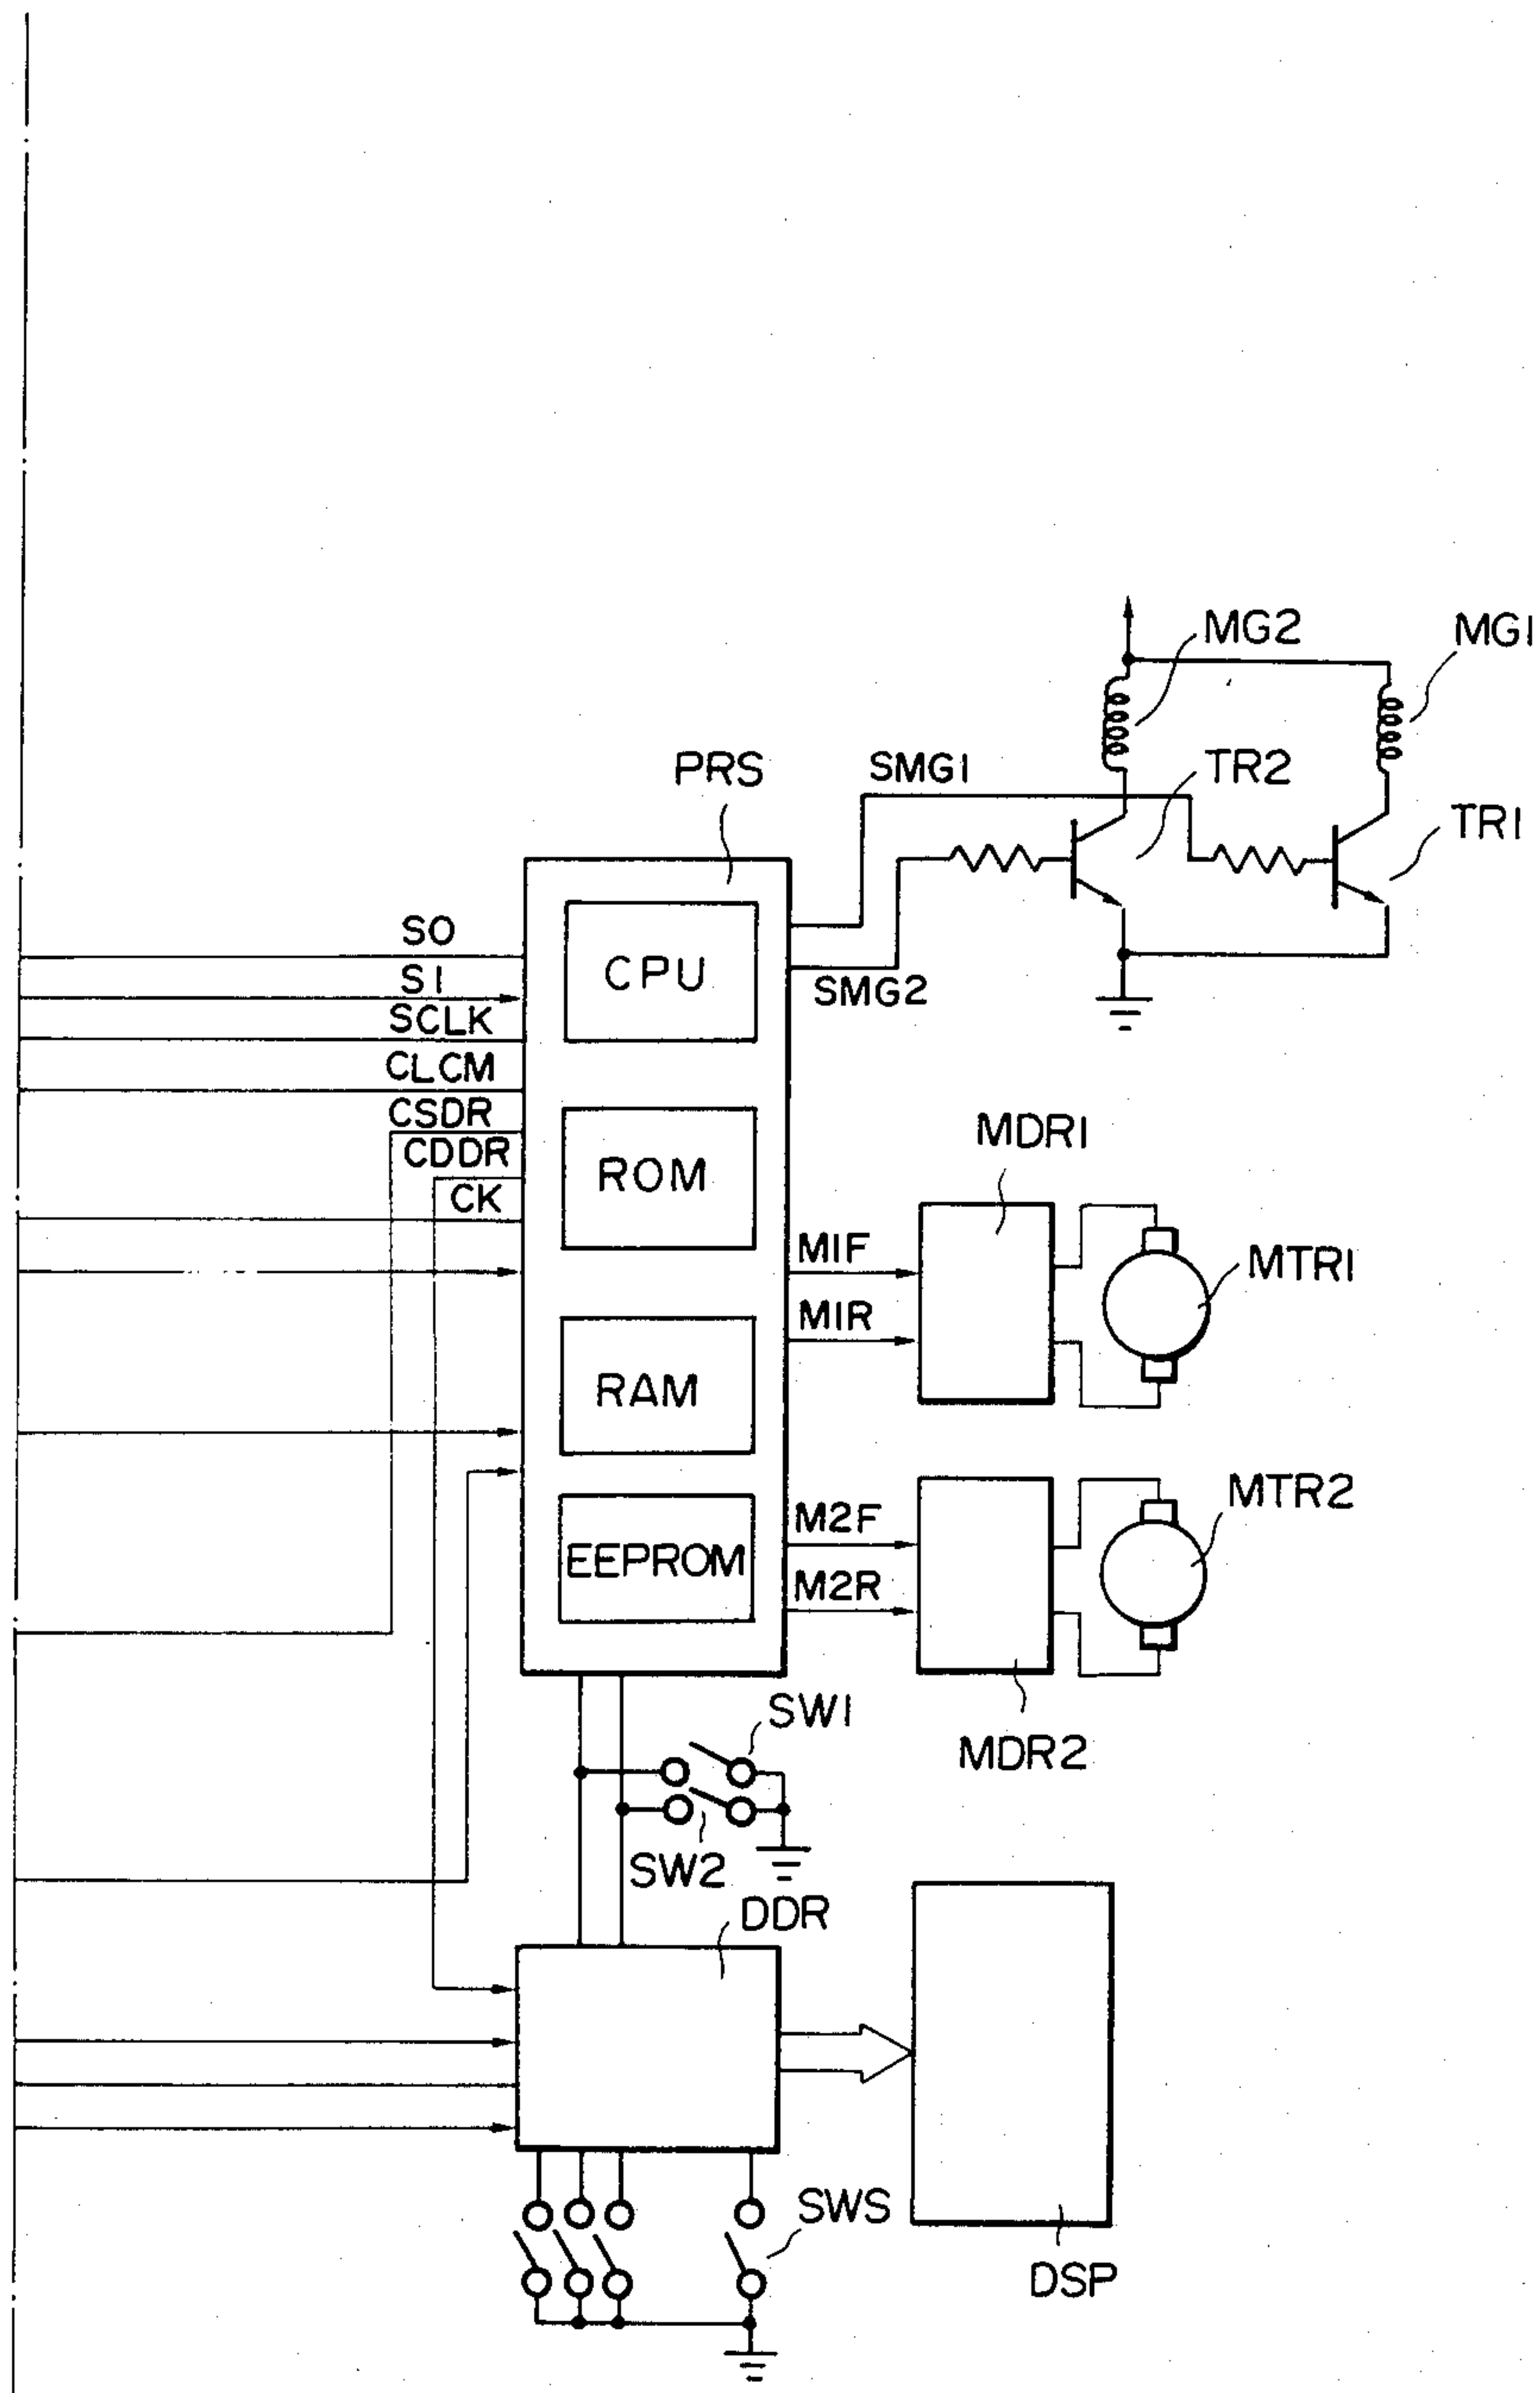 MG2
MG1
PRS
SMG1
TR2
TR1
SO
CPU
SI
SMG2
SCLK
CLCM
CSDR
MDR1
CDDR
ROM
CK
M1F
MTR1
M1R
RAM
MTR2
M2F
EEPROM
M2R
SW1
MDR2
SW2
DDR
SWS
DSP